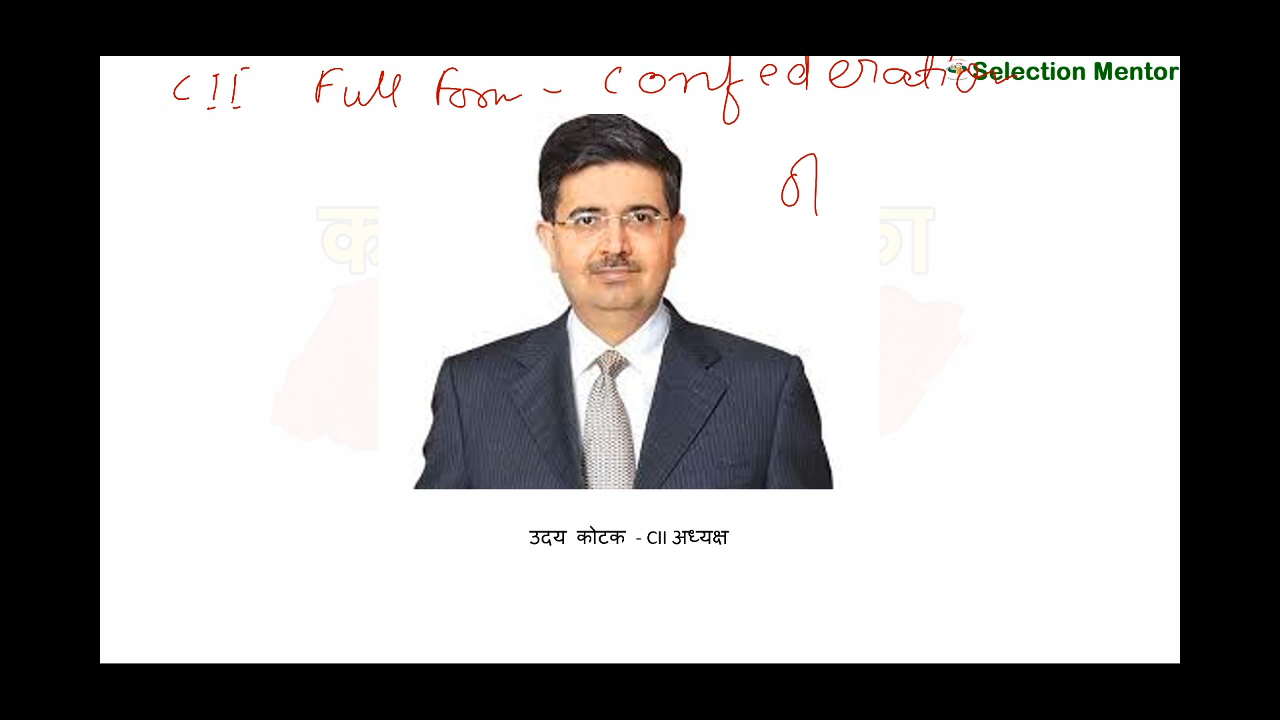 CII Full Form - Confederation
Selection Mentor
उदय कोटक - CII अध्यक्ष